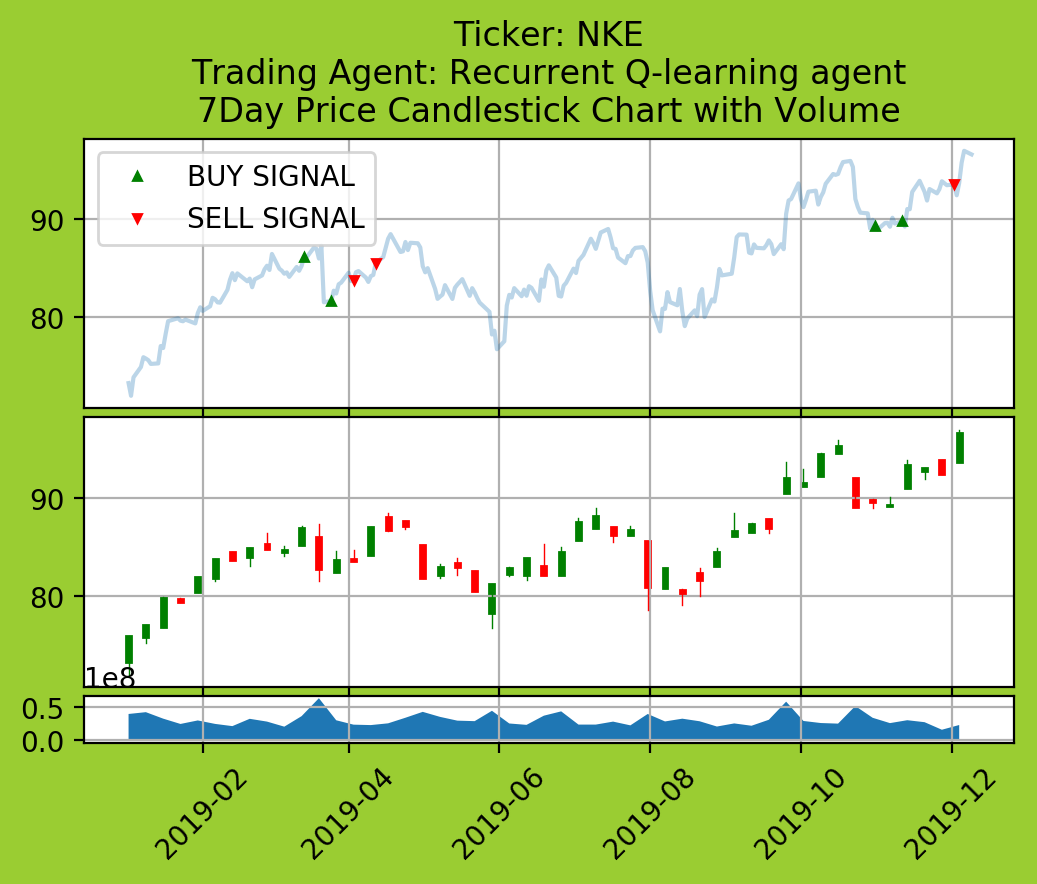 Ticker: NKE
Trading Agent: Recurrent Q-learning agent
7Day Price Candlestick Chart with Volume
BUY SIGNAL
SELL SIGNAL
90
80
90
80
1e8
0.5
0.0
2019-02
2019-04
2019-06
2019-08
2019-10
2019-12